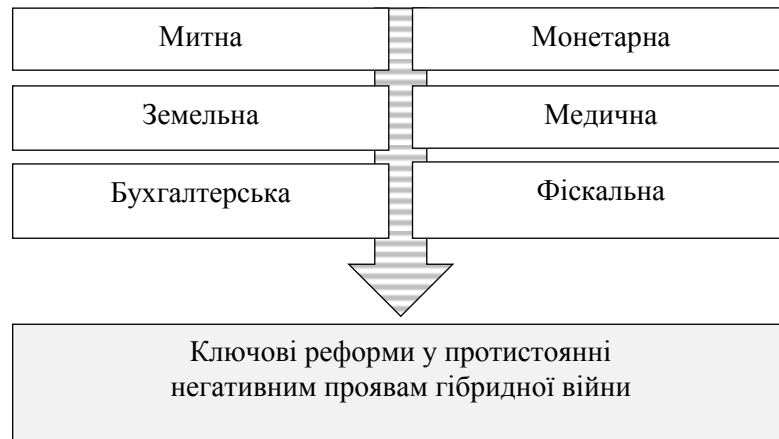 Митна
Монетарна
Земельна
Медична
Бухгалтерська
Фіскальна
Ключові реформи у протистоянні
негативним проявам гібридної війни